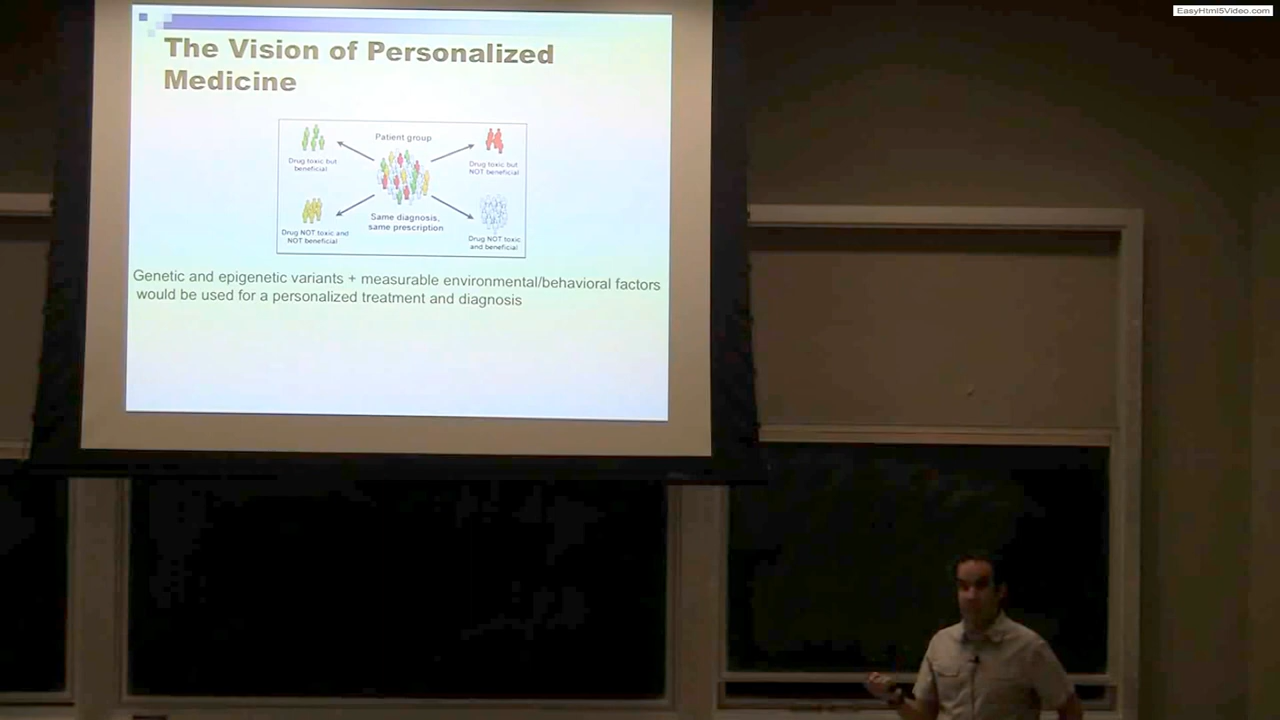 EasyHtml5Video.com
The Vision of Personalized
Medicine
Patient group
Drug toxic but
beneficial
Drug toxic but
NOT beneficial
Same diagnosis,
same prescription
Drug NOT toxic and
NOT beneficial
Drug NOT toxic
and beneficial
Genetic and epigenetic variants + measurable environmental/behavioral factors
would be used for a personalized treatment and diagnosis